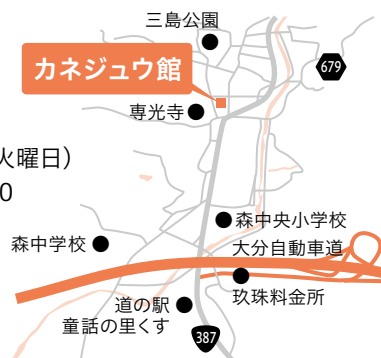 三島公園
カネジュウ館
679
専光寺
火曜日）
0
森中央小学校
森中学校
大分自動車道
玖珠料金所
道の駅
童話の里くす
387